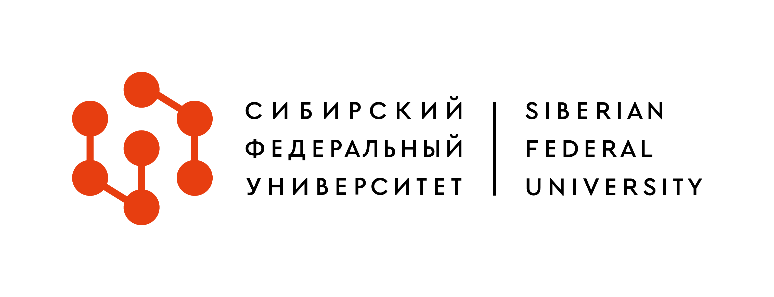 СИБИРСКИЙ
ФЕДЕРАЛЬНЫЙ
УНИВЕРСИТЕТ
SIBERIAN
FEDERAL
UNIVERSITY